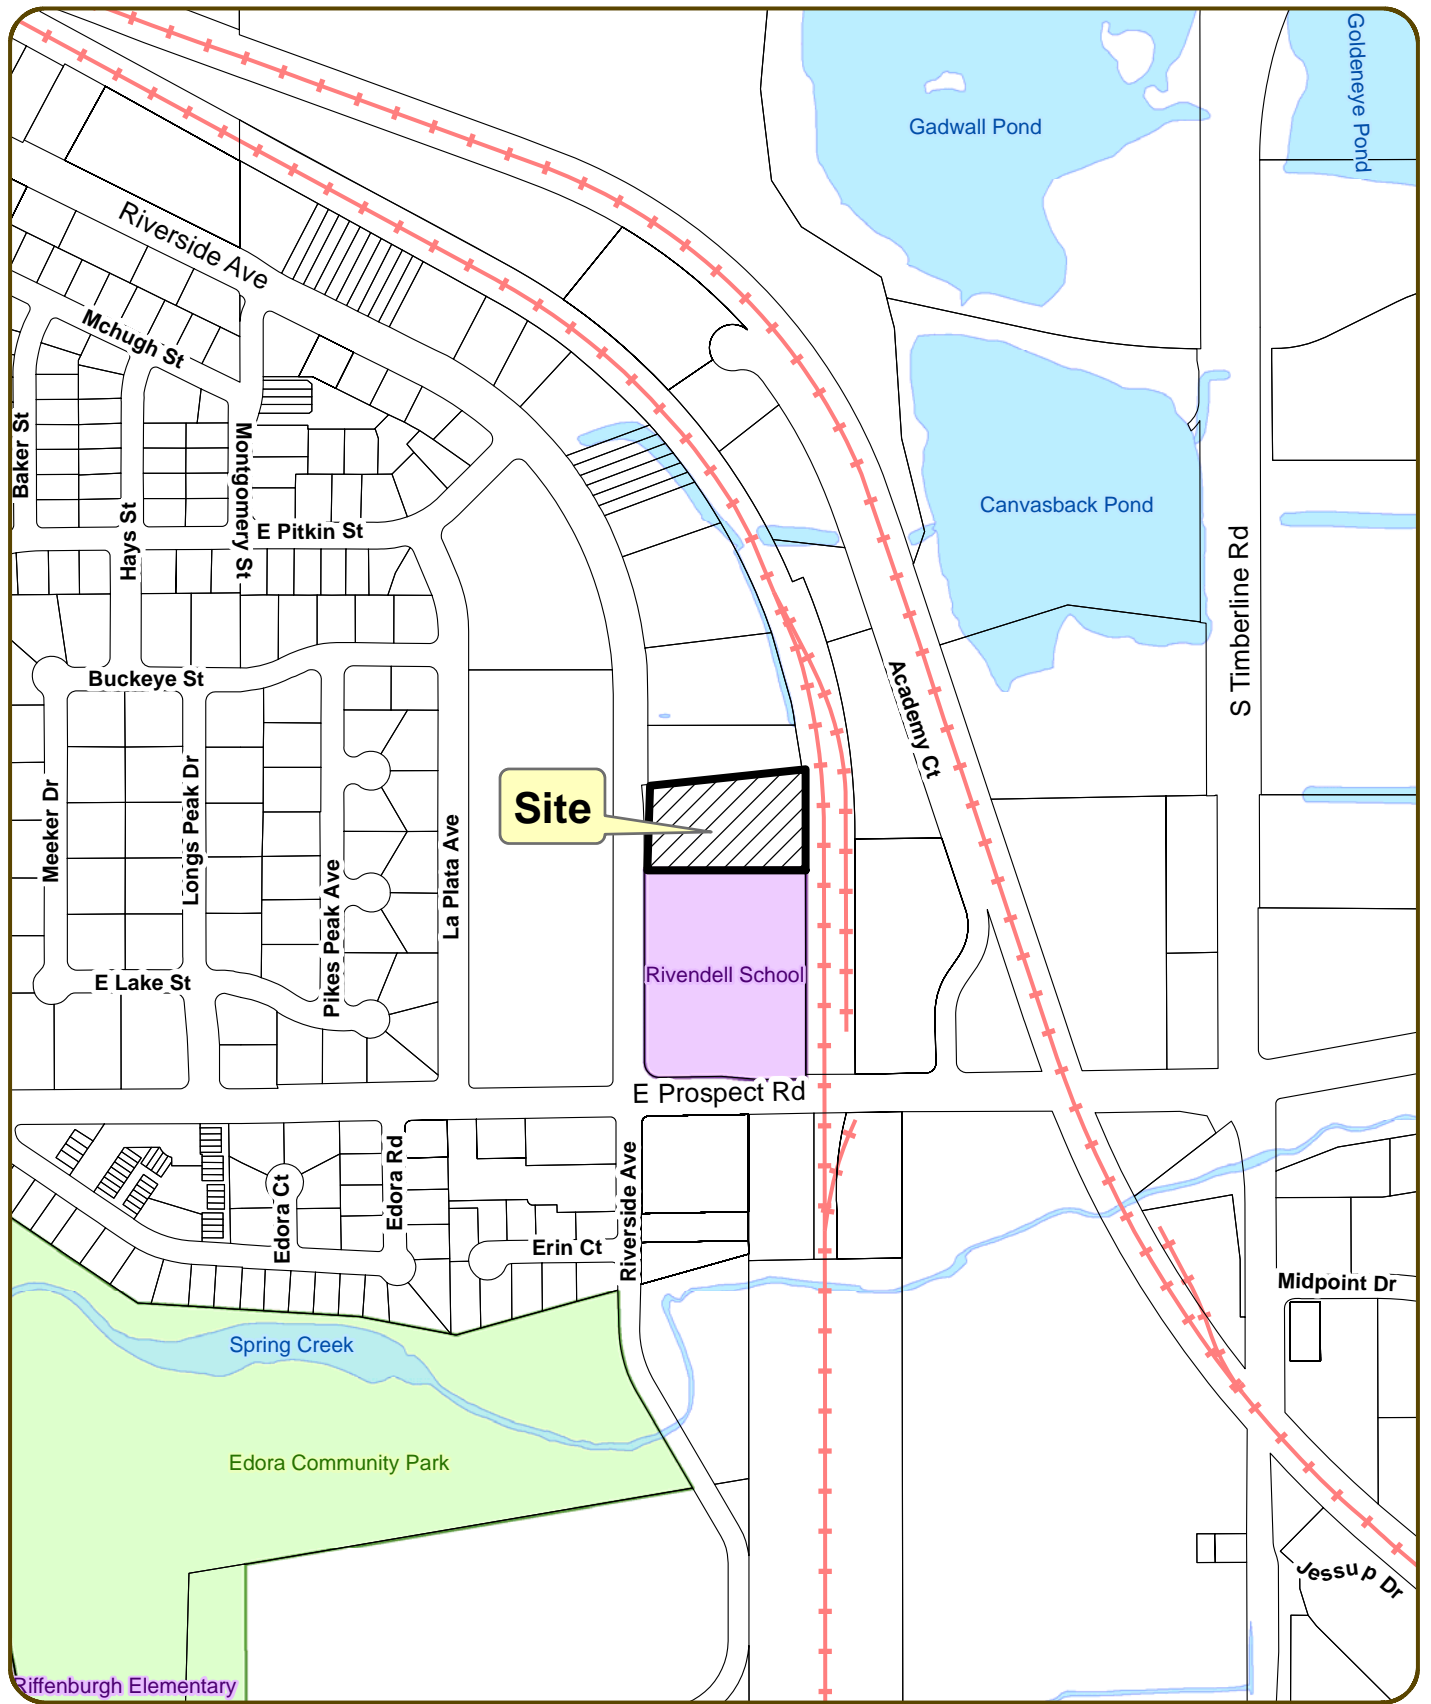 Goldeneye Pond
Gadwall Pond
Riverside Ave
Mchugh St
Baker St
Montgomery St
Hays St
E Pitkin St
Canvasback Pond
S Timberline Rd
Buckeye St
Academy Ct
Meeker Dr
Longs Peak Dr
Pikes Peak Ave
La Plata Ave
Site
Rivendell School
E Lake St
E Prospect Rd
Edora Ct
Edora Rd
Riverside Ave
Erin Ct
Midpoint Dr
Spring Creek
Edora Community Park
Jessup Dr
Riffenburgh Elementary